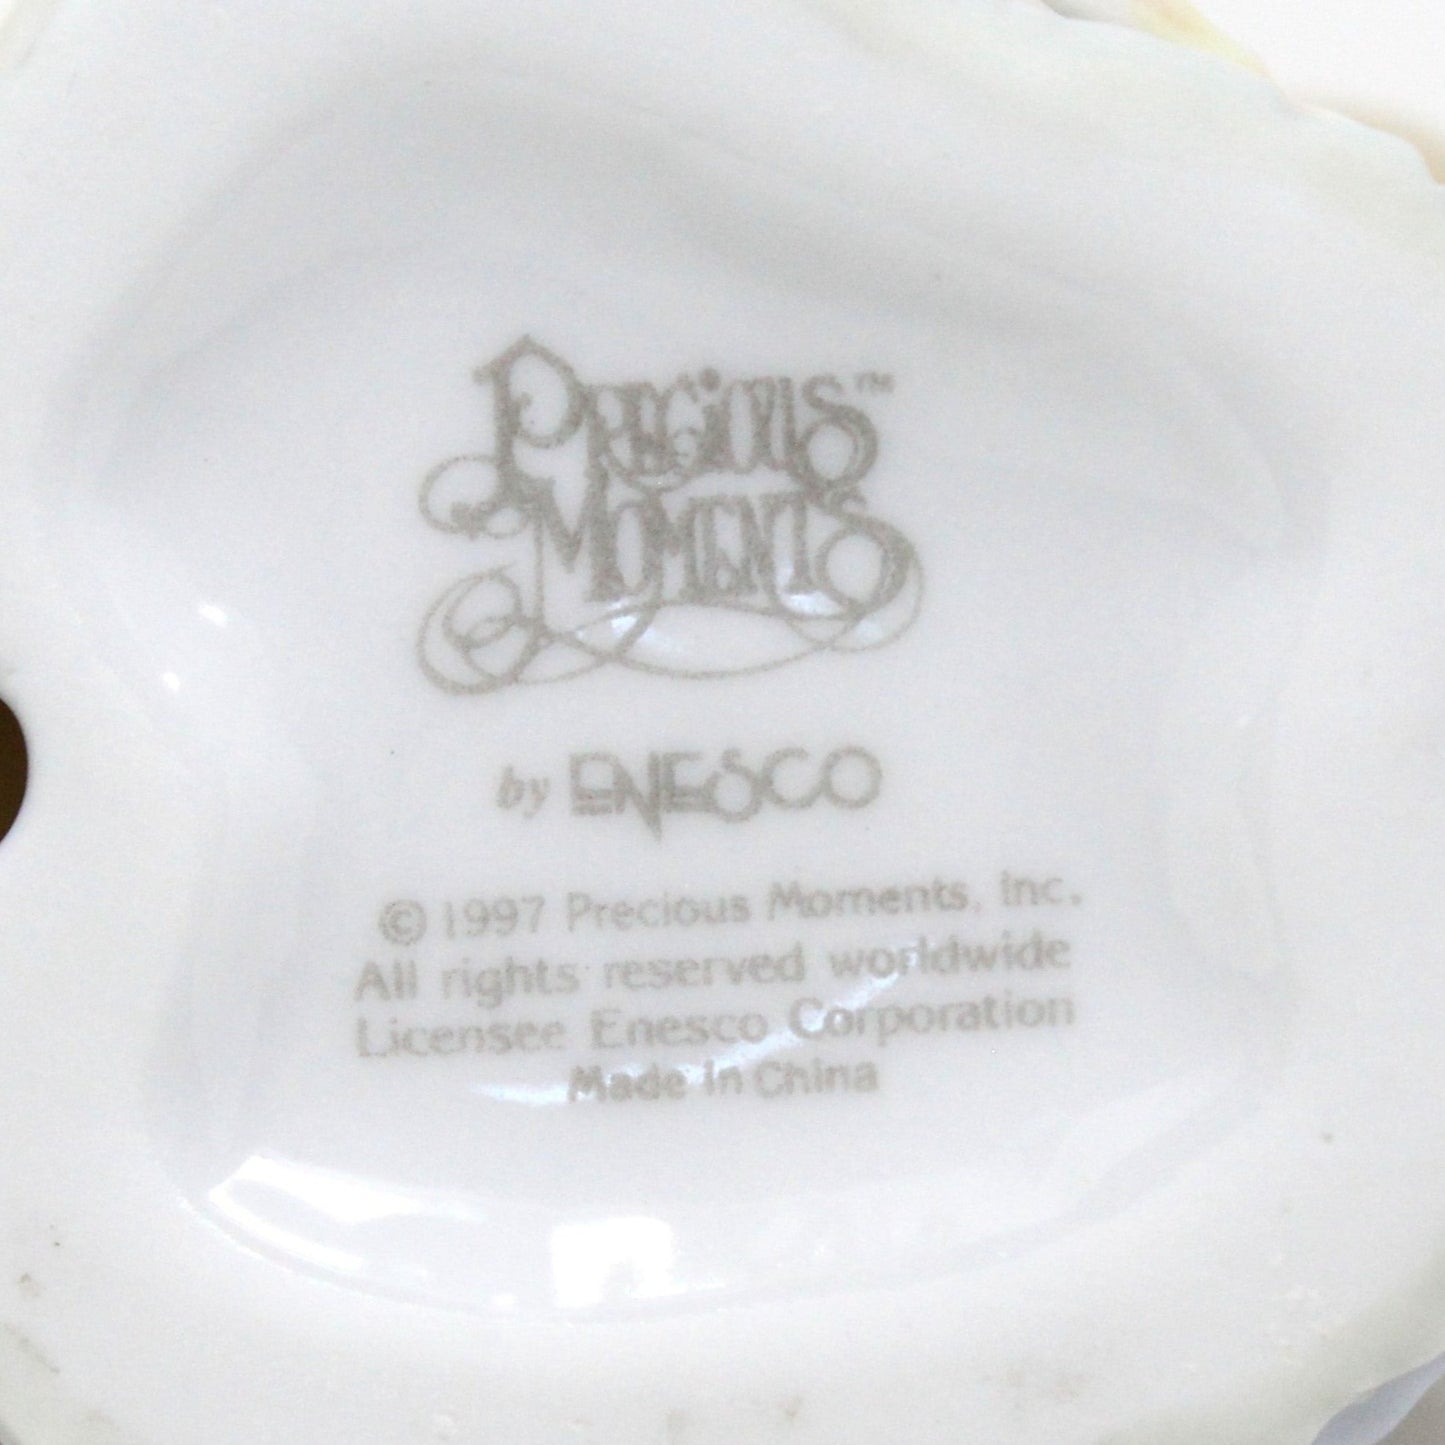 Precious™
Moments
by ENESCO
© 1997 Precious Moments, Inc.
All rights reserved worldwide
Licensee Enesco Corporation
Made in China